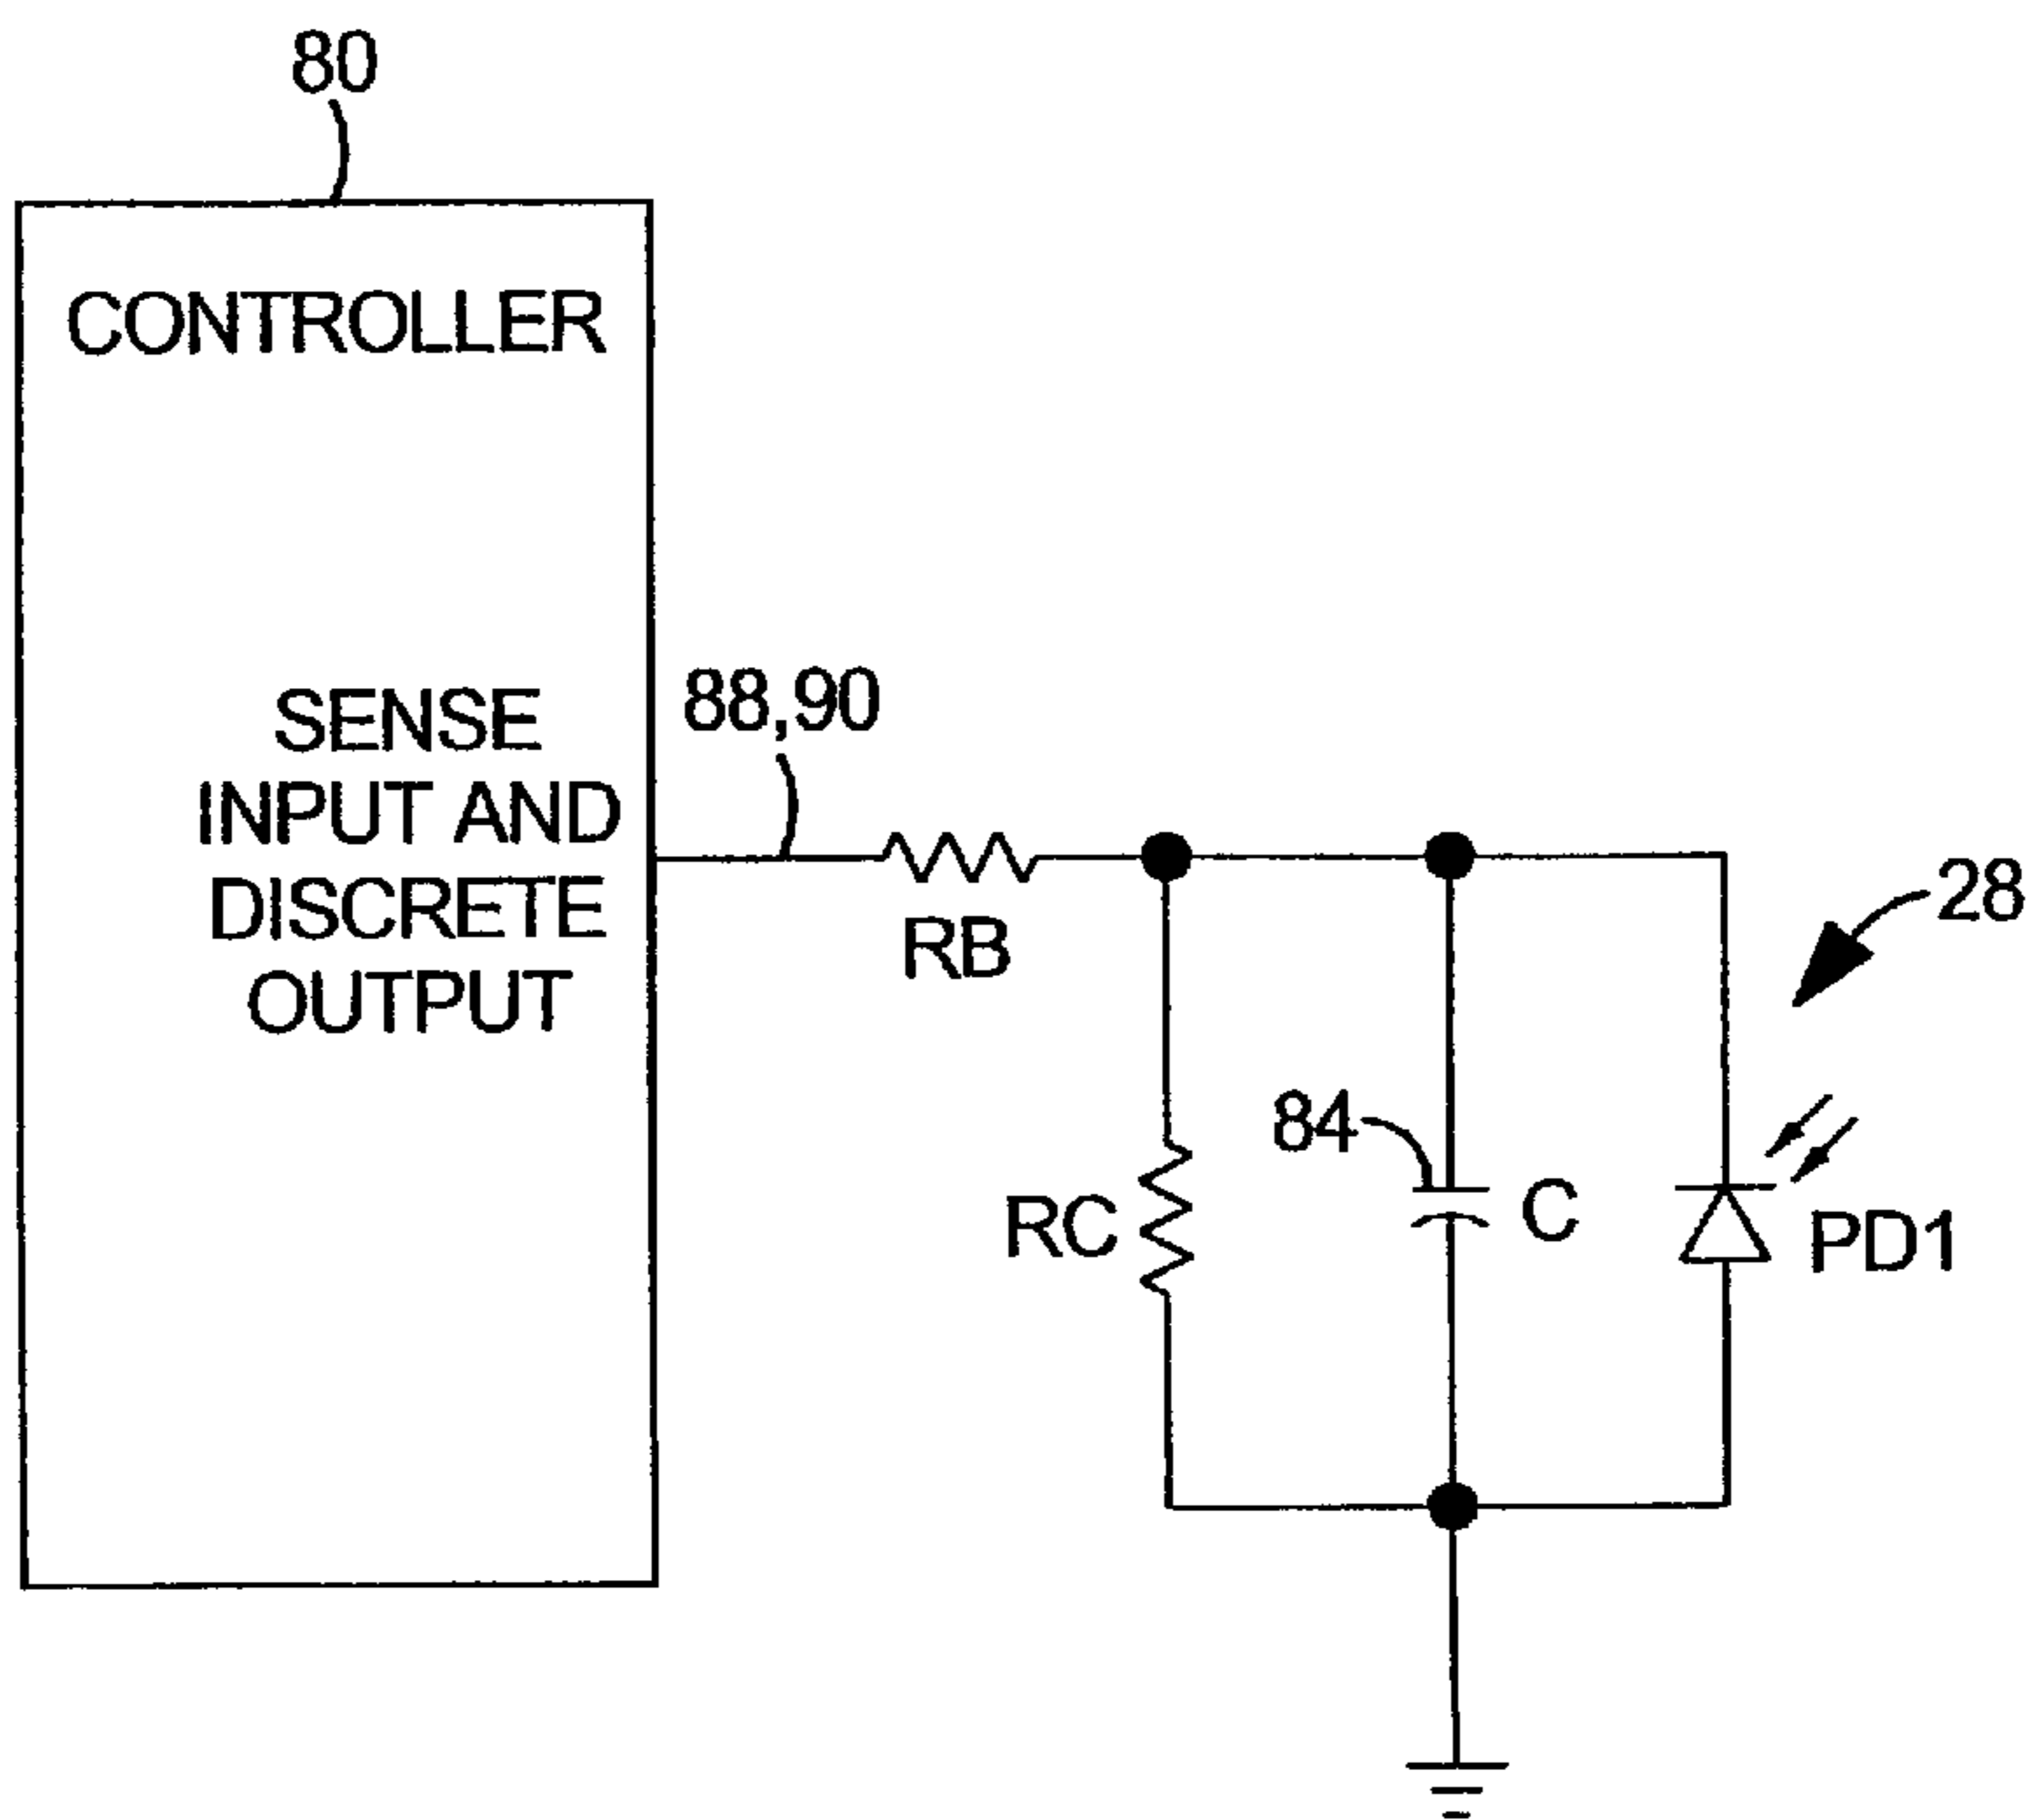 80
CONTROLLER
SENSE
INPUT AND
DISCRETE
OUTPUT
88,90
RB
28
84
RC
C
PD1